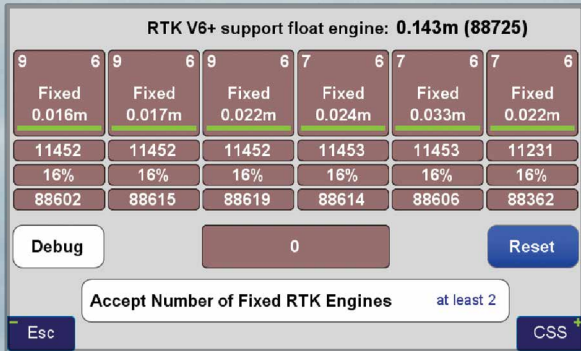 RTK V6+ support float engine: 0.143m (88725)
9 6 9 6 9 6 7 6 7 6 7 6
Fixed Fixed Fixed Fixed Fixed Fixed
0.016m 0.017m 0.022m 0.024m 0.033m 0.022m
11452 11452 11452 11453 11453 11231
16% 16% 16% 16% 16% 16%
88602 88615 88619 88614 88606 88362
Debug 0 Reset
Accept Number of Fixed RTK Engines at least 2
- Esc CSS +